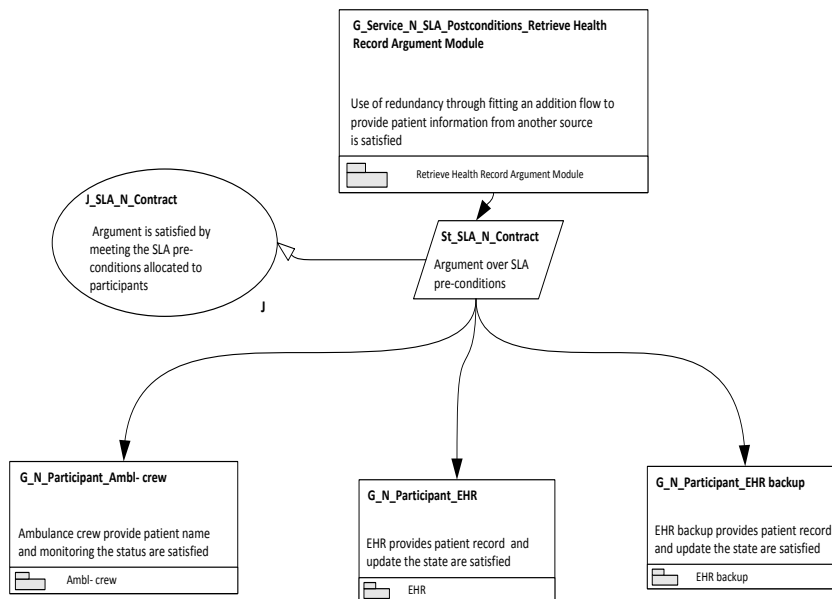 G_Service_N_SLA_Postconditions_Retrieve Health
Record Argument Module
Use of redundancy through fitting an addition flow to
provide patient information from another source
is satisfied
Retrieve Health Record Argument Module
J_SLA_N_Contract
Argument is satisfied by
meeting the SLA pre-
conditions allocated to
participants
J
St_SLA_N_Contract
Argument over SLA
pre-conditions
G_N_Participant_Ambl- crew
Ambulance crew provide patient name
and monitoring the status are satisfied
Ambl- crew
G_N_Participant_EHR
EHR provides patient record  and
update the state are satisfied
EHR
G_N_Participant_EHR backup
EHR backup provides patient record
and update the state are satisfied
EHR backup